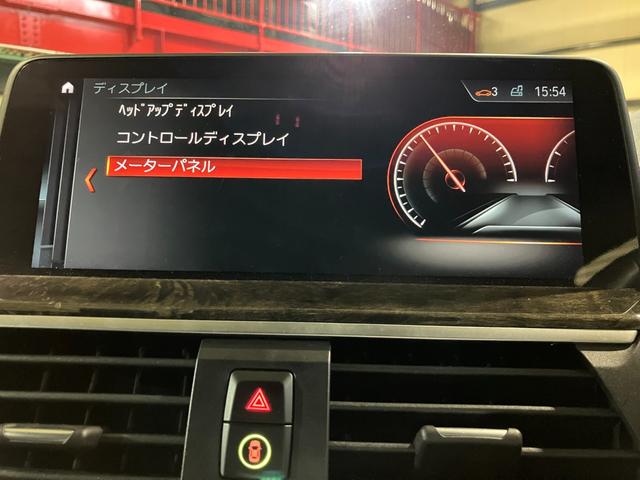 ディスプレイ
3 15:54
ﾍｯﾄﾞｱｯﾌﾟﾃﾞｨｽﾌﾟﾚｲ
コントロールディスプレイ
メーターパネル